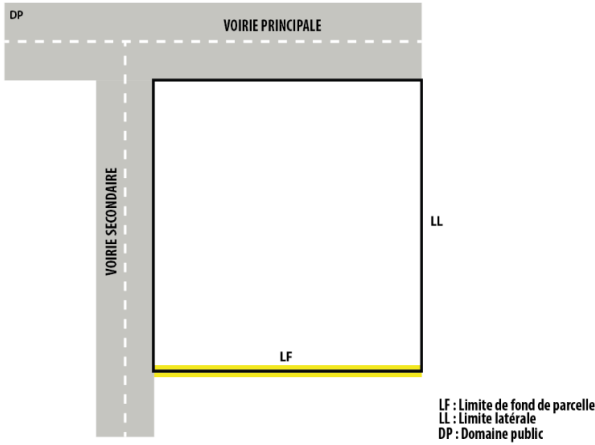 DP
VOIRIE PRINCIPALE
VOIRIE SECONDAIRE
LL
LF
LF : Limite de fond de parcelle
LL : Limite latérale
DP : Domaine public